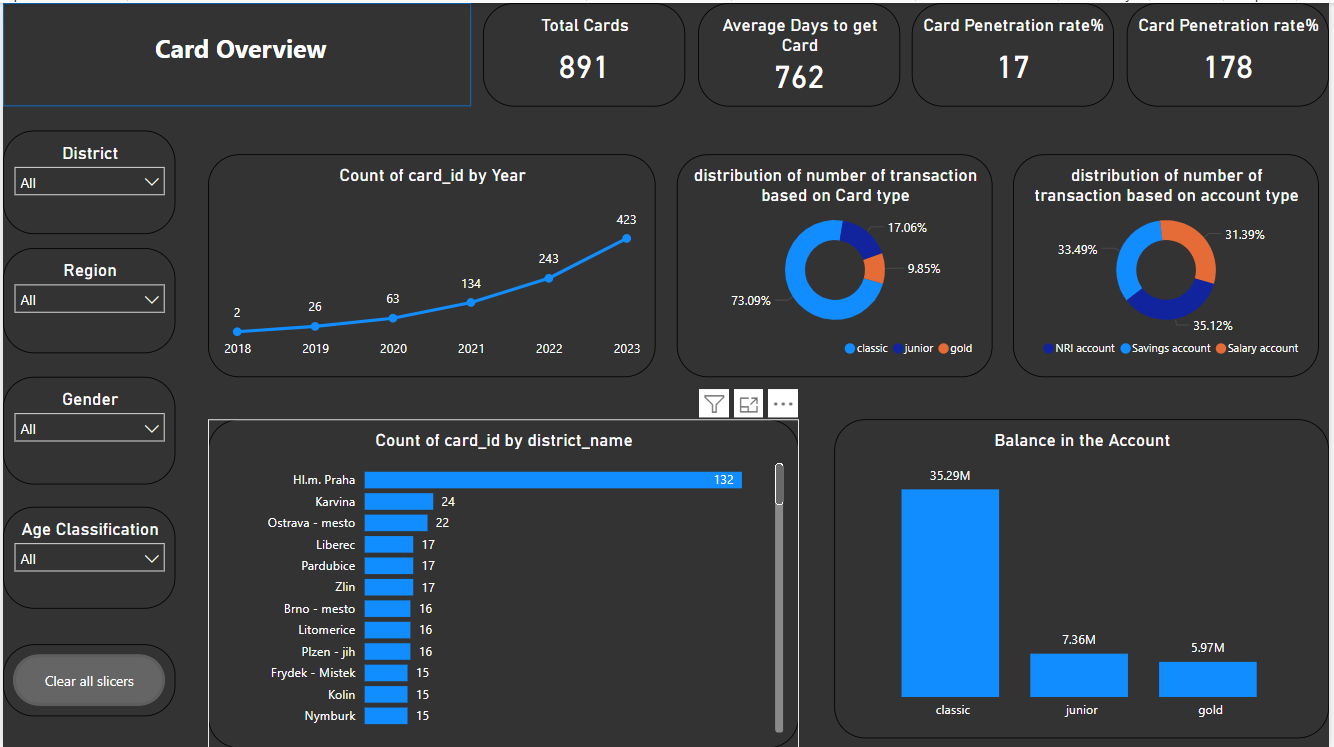 Card Overview
Total Cards
891
Average Days to get
Card
762
Card Penetration rate%
17
Card Penetration rate%
178
District
All
Region
All
Gender
All
Age Classification
All
Clear all slicers
Count of card_id by Year
2
26
63
134
243
423
2018
2019
2020
2021
2022
2023
distribution of number of transaction
based on Card type
17.06%
9.85%
73.09%
classic
junior
gold
distribution of number of
transaction based on account type
33.49%
31.39%
35.12%
NRI account
Savings account
Salary account
Count of card_id by district_name
Hl.m. Praha 132
Karvina 24
Ostrava - mesto 22
Liberec 17
Pardubice 17
Zlin 17
Brno - mesto 16
Litomerice 16
Plzen - jih 16
Frydek - Mistek 15
Kolin 15
Nymburk 15
Balance in the Account
35.29M
7.36M
5.97M
classic
junior
gold